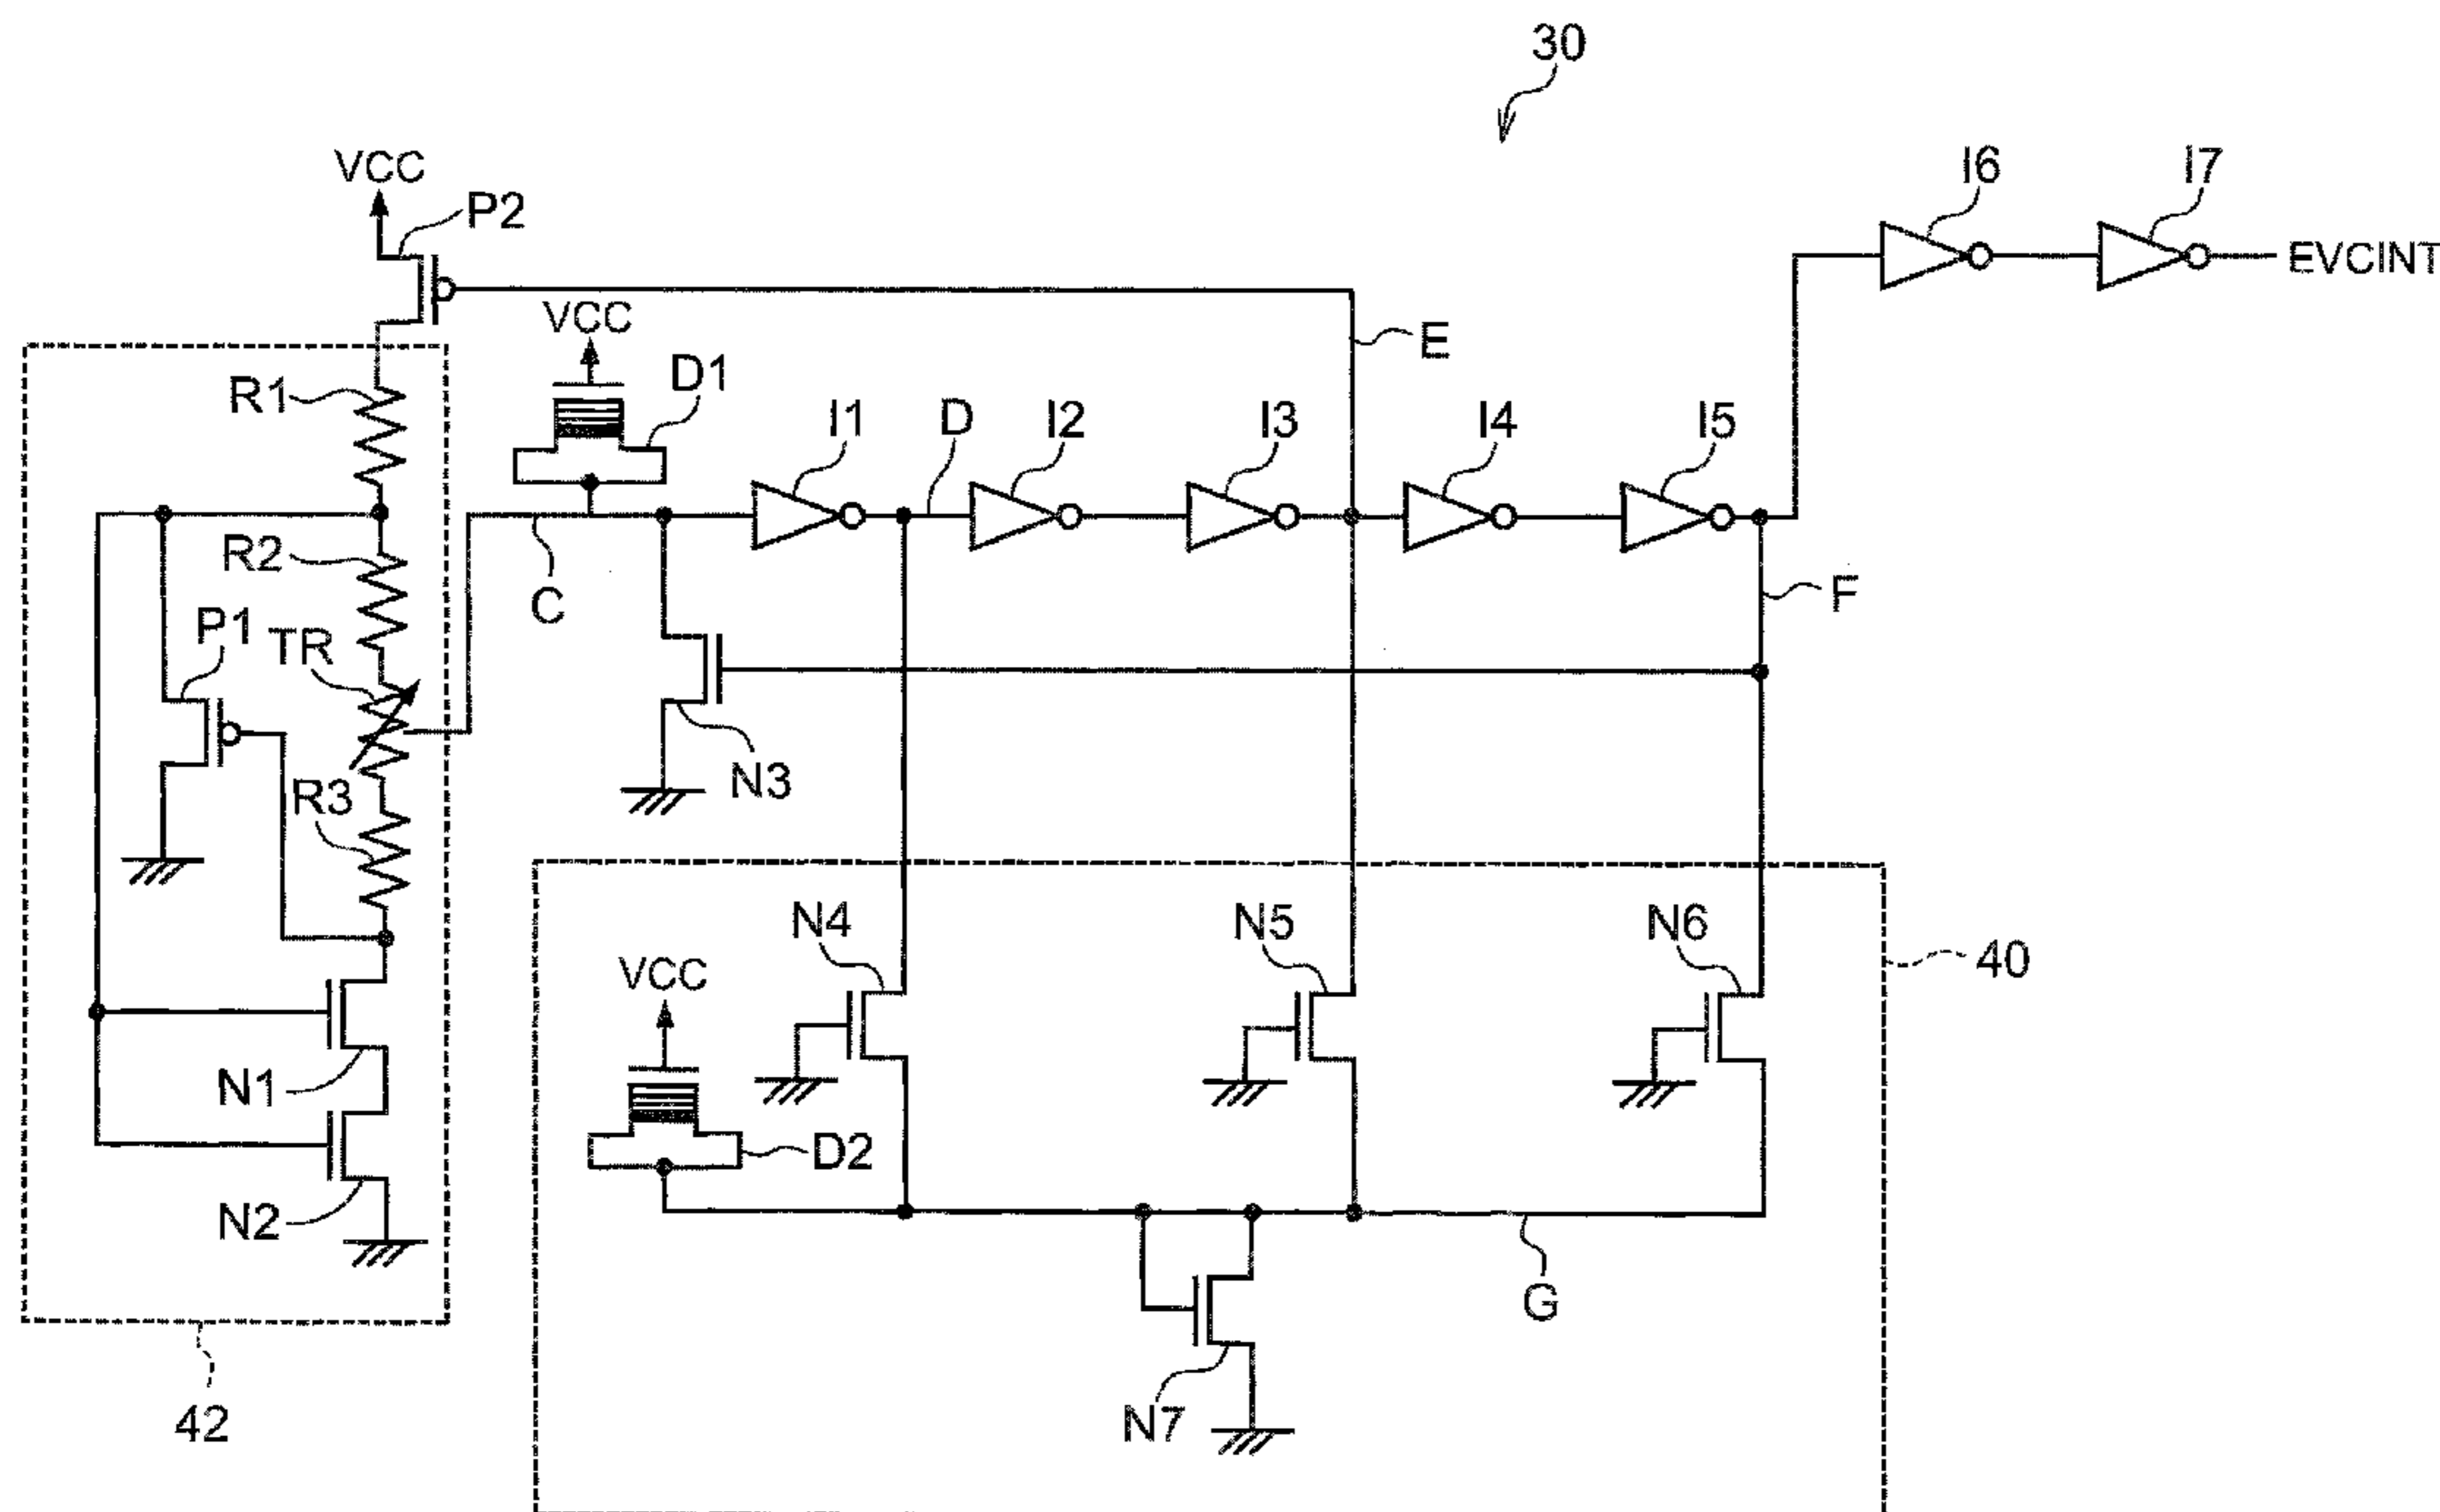 30
VCC
P2
I6
I7
EVCINT
VCC
E
R1
D1
I1
D
I2
I3
I4
I5
R2
C
F
P1
TR
R3
N3
N4
N5
N6
40
VCC
N1
D2
N2
G
42
N7